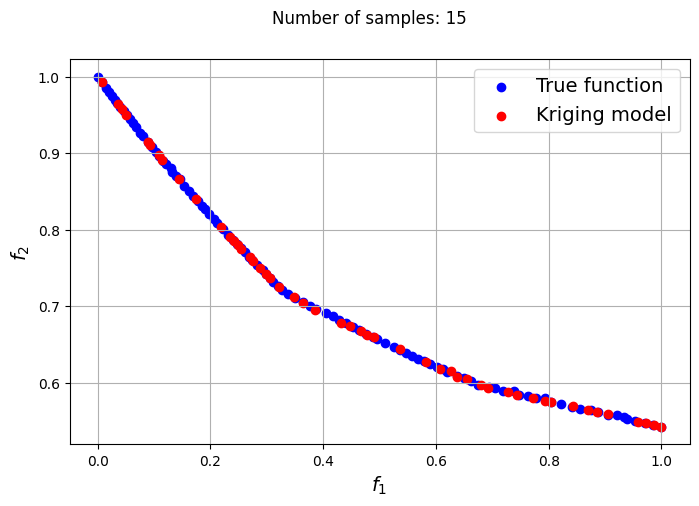 Number of samples: 15
True function
Kriging model
f₂
1.0
0.9
0.8
0.7
0.6
0.0 0.2 0.4 0.6 0.8 1.0
f₁